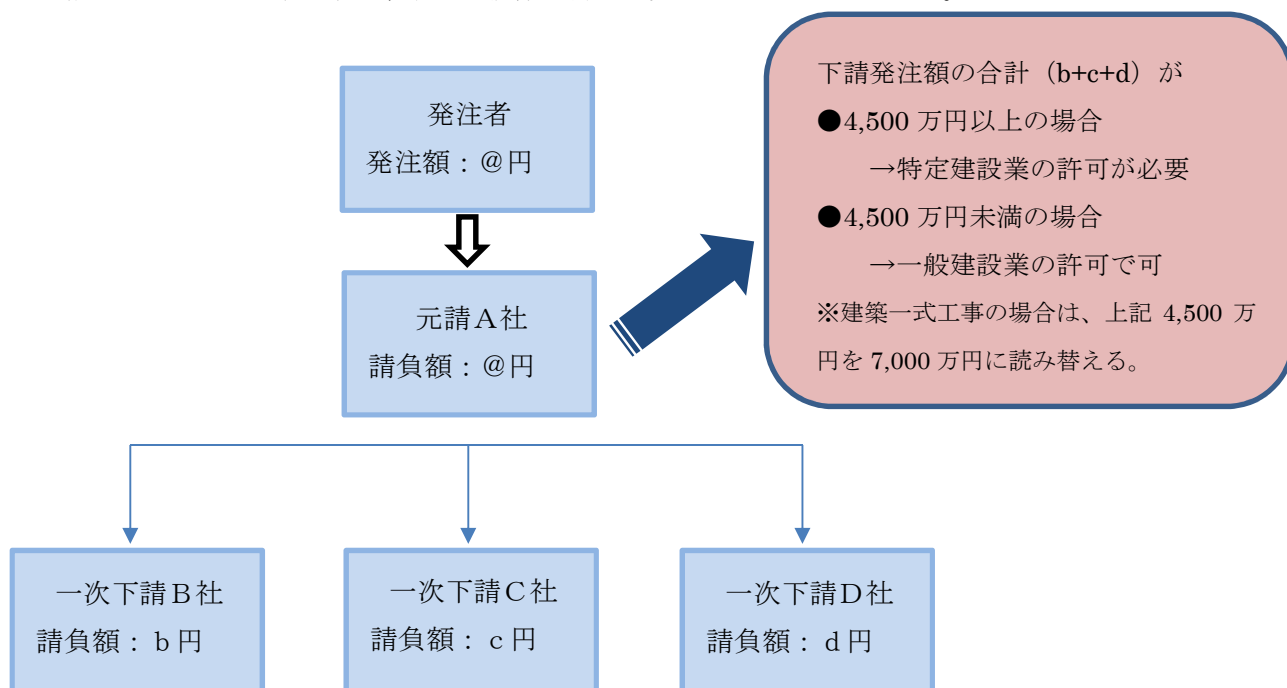 発注者
発注額：＠円
元請Ａ社
請負額：＠円
下請発注額の合計（b+c+d）が
●4,500 万円以上の場合
→特定建設業の許可が必要
●4,500 万円未満の場合
→一般建設業の許可で可
※建築一式工事の場合は、上記 4,500 万
円を 7,000 万円に読み替える。
一次下請Ｂ社
請負額：ｂ円
一次下請Ｃ社
請負額：ｃ円
一次下請Ｄ社
請負額：ｄ円